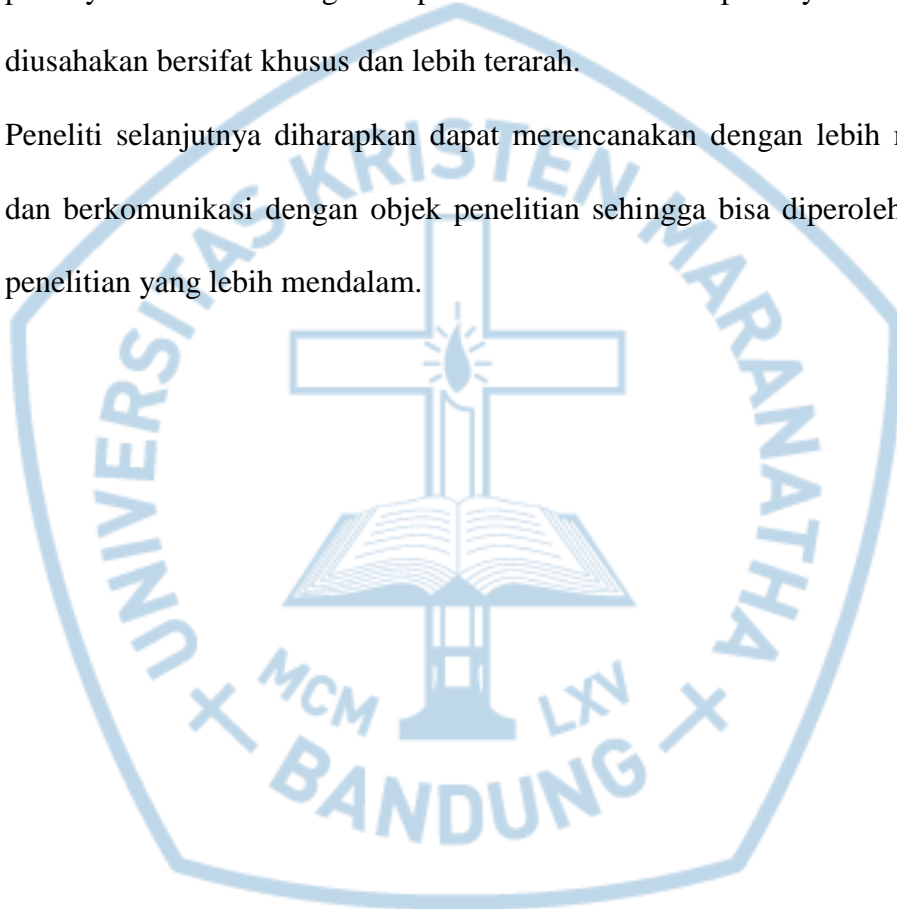 diusahakan bersifat khusus dan lebih terarah.
Peneliti selanjutnya diharapkan dapat merencanakan dengan lebih
dan berkomunikasi dengan objek penelitian sehingga bisa diperoleh
penelitian yang lebih mendalam.
UNIVERSITAS KRISTEN MARANATHA
MCM LXV
BANDUNG